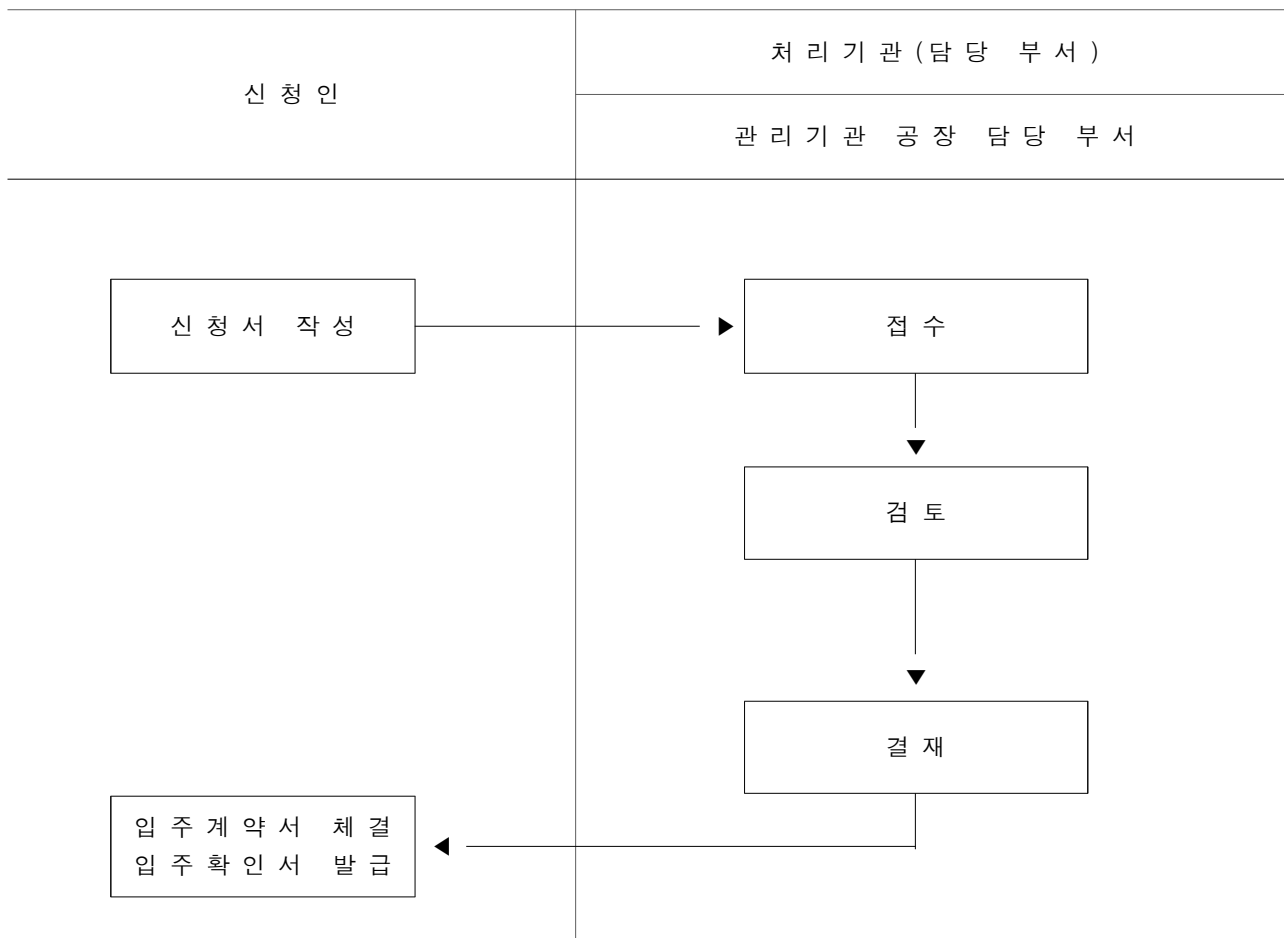 신청인
처리기관(담당 부서)
관리기관 공장 담당 부서
신청서 작성
접수
검토
결재
입주계약서 체결
입주확인서 발급